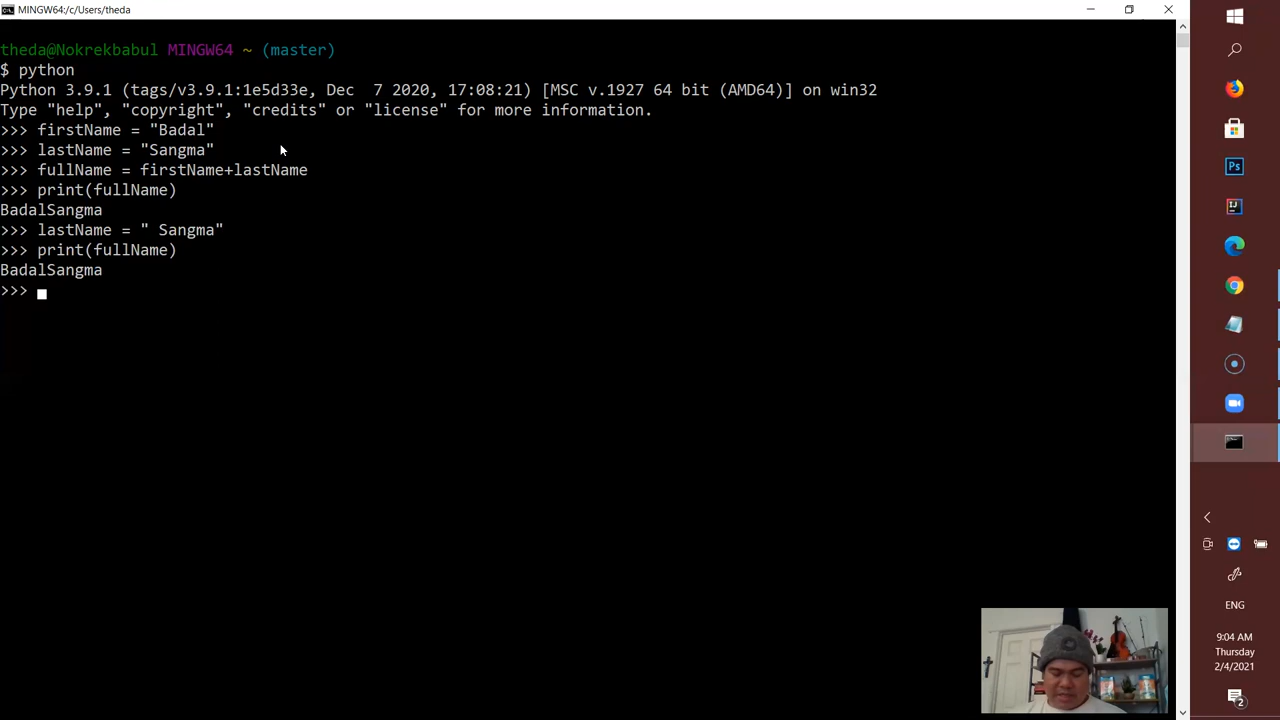 MINGW64:/c/Users/theda
theda@Nokrekbabul MINGW64 ~ (master)
$ python
Python 3.9.1 (tags/v3.9.1:1e5d33e, Dec  7 2020, 17:08:21) [MSC v.1927 64 bit (AMD64)] on win32
Type "help", "copyright", "credits" or "license" for more information.
>>> firstName = "Badal"
>>> lastName = "Sangma"
>>> fullName = firstName+lastName
>>> print(fullName)
BadalSangma
>>> lastName = " Sangma"
>>> print(fullName)
BadalSangma
>>>
Ps
IJ
ENG
9:04 AM
Thursday
2/4/2021
2